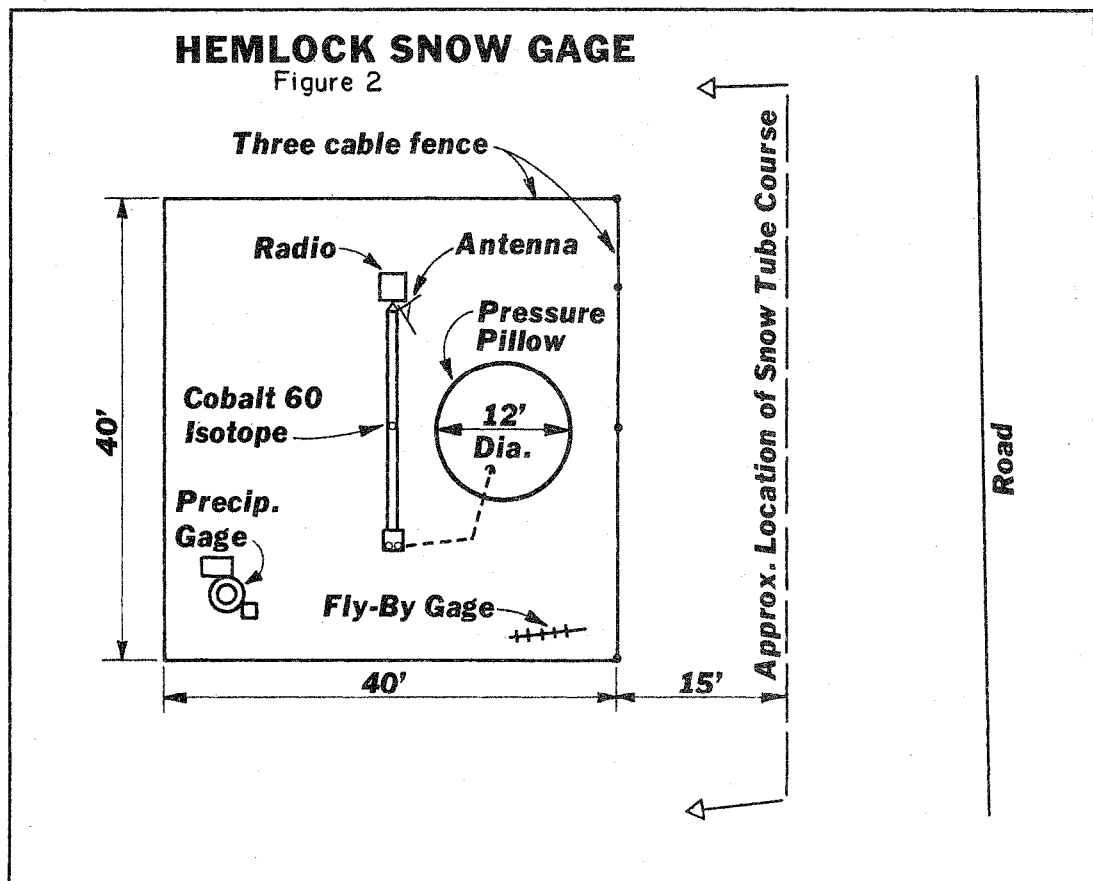 HEMLOCK SNOW GAGE
Figure 2
Three cable fence
Radio
Antenna
Pressure
Pillow
Cobalt 60
Isotope
12'
Dia.
40'
Precip.
Gage
Fly-By Gage
40'
15'
Approx. Location of Snow Tube Course
Road